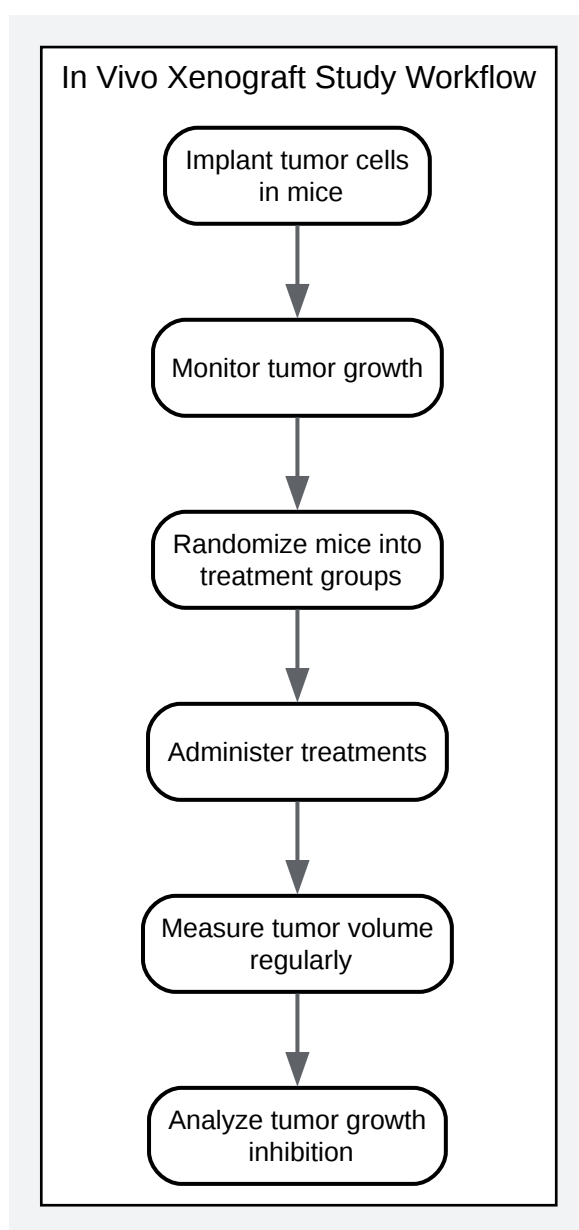 In Vivo Xenograft Study Workflow
Implant tumor cells
in mice
Monitor tumor growth
Randomize mice into
treatment groups
Administer treatments
Measure tumor volume
regularly
Analyze tumor growth
inhibition